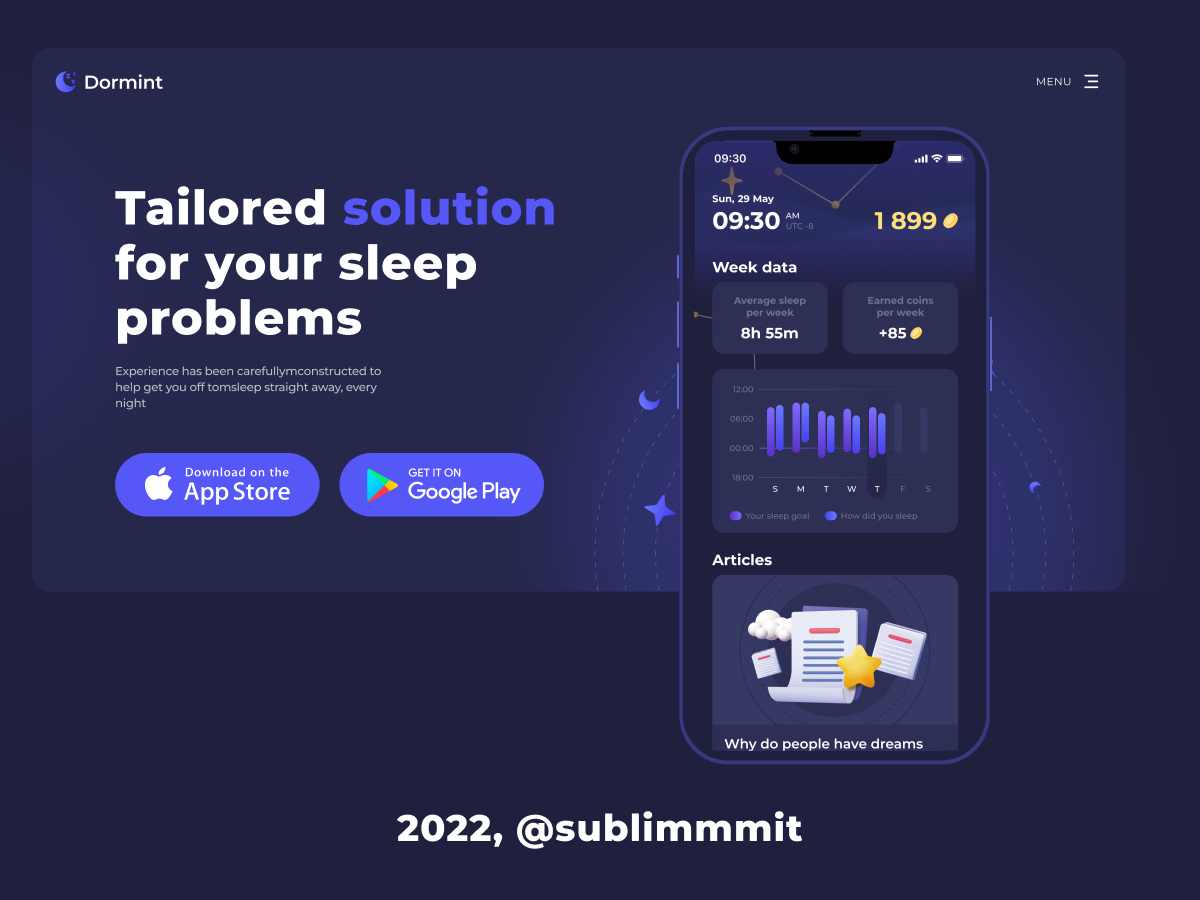 Dormint
MENU
Tailored solution
for your sleep
problems
Experience has been carefullymconstructed to
help get you off tomsleep straight away, every
night
Download on the
App Store
GET IT ON
Google Play
09:30
Sun, 29 May
09:30 AM
UTC -8
1 899
Week data
Average sleep
per week
8h 55m
Earned coins
per week
+85
12:00
06:00
00:00
18:00
S M T W T F S
Your sleep goal How did you sleep
Articles
Why do people have dreams
2022, @sublimmmit